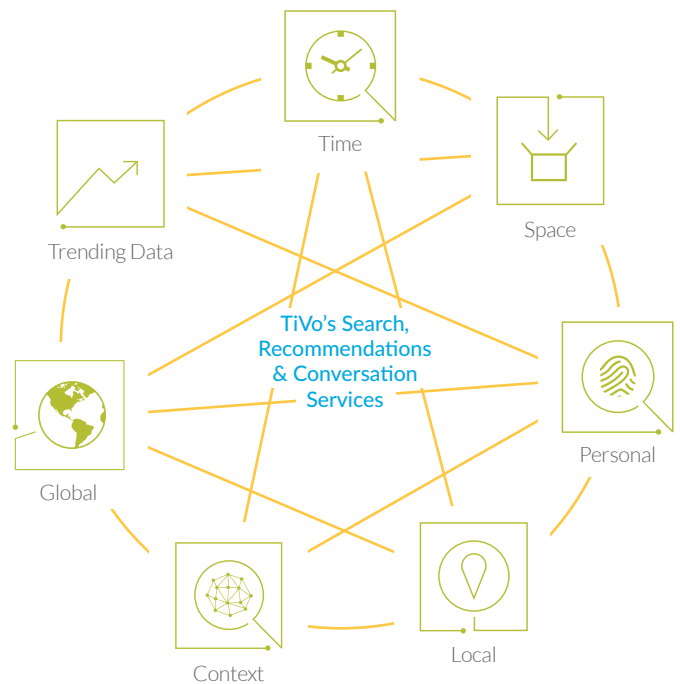 Time
Space
Trending Data
TiVo's Search,
Recommendations
& Conversation
Services
Personal
Global
Local
Context